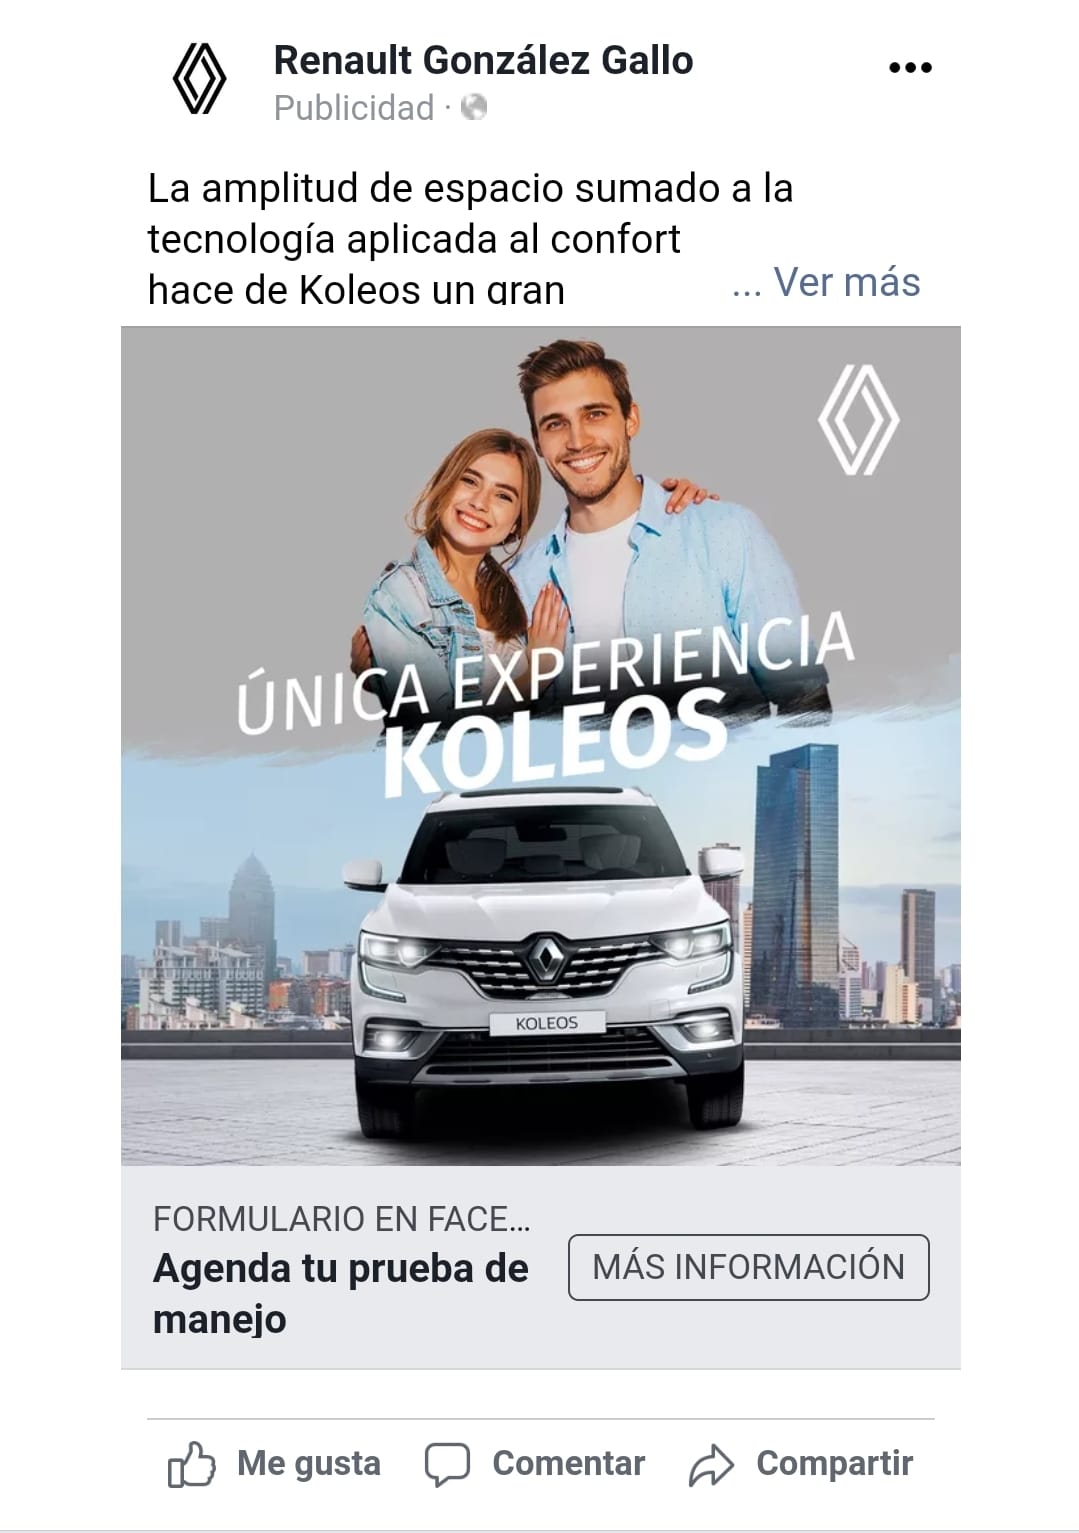 Renault González Gallo
Publicidad ·
La amplitud de espacio sumado a la
tecnología aplicada al confort
hace de Koleos un gran
... Ver más
ÚNICA EXPERIENCIA
KOLEOS
KOLEOS
FORMULARIO EN FACE...
Agenda tu prueba de
manejo
MÁS INFORMACIÓN
Me gusta
Comentar
Compartir